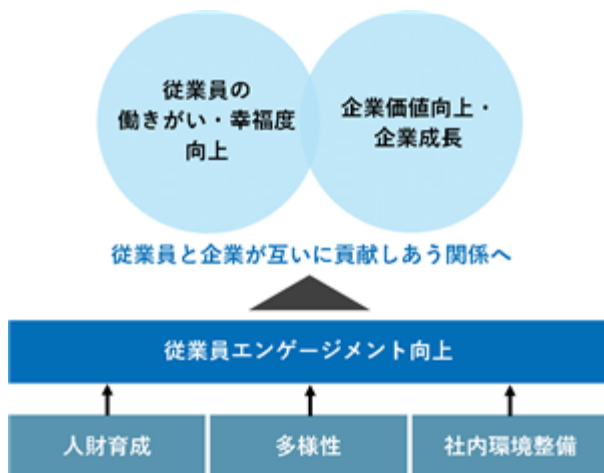 従業員の
働きがい・幸福度
向上
企業価値向上・
企業成長
従業員と企業が互いに貢献しあう関係へ
従業員エンゲージメント向上
人財育成
多様性
社内環境整備